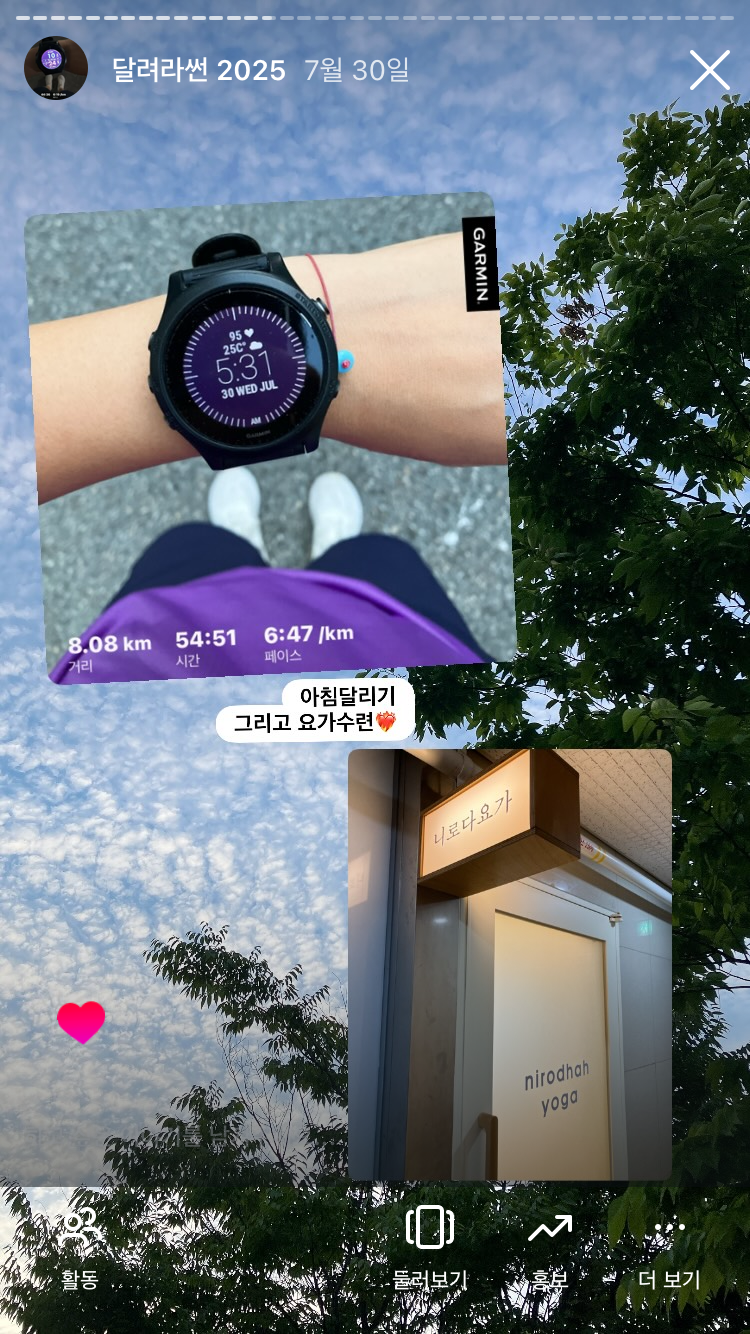 달려라썬 2025 7월 30일
GARMIN
95
25C°
5:31
30 WED JUL
AM
GARMIN
8.08 km 54:51 6:47 /km
거리 시간 페이스
아침달리기
그리고 요가수련❤️‍🔥
니로다요가
nirodhah
yoga
활동 둘러보기 홍보 더 보기